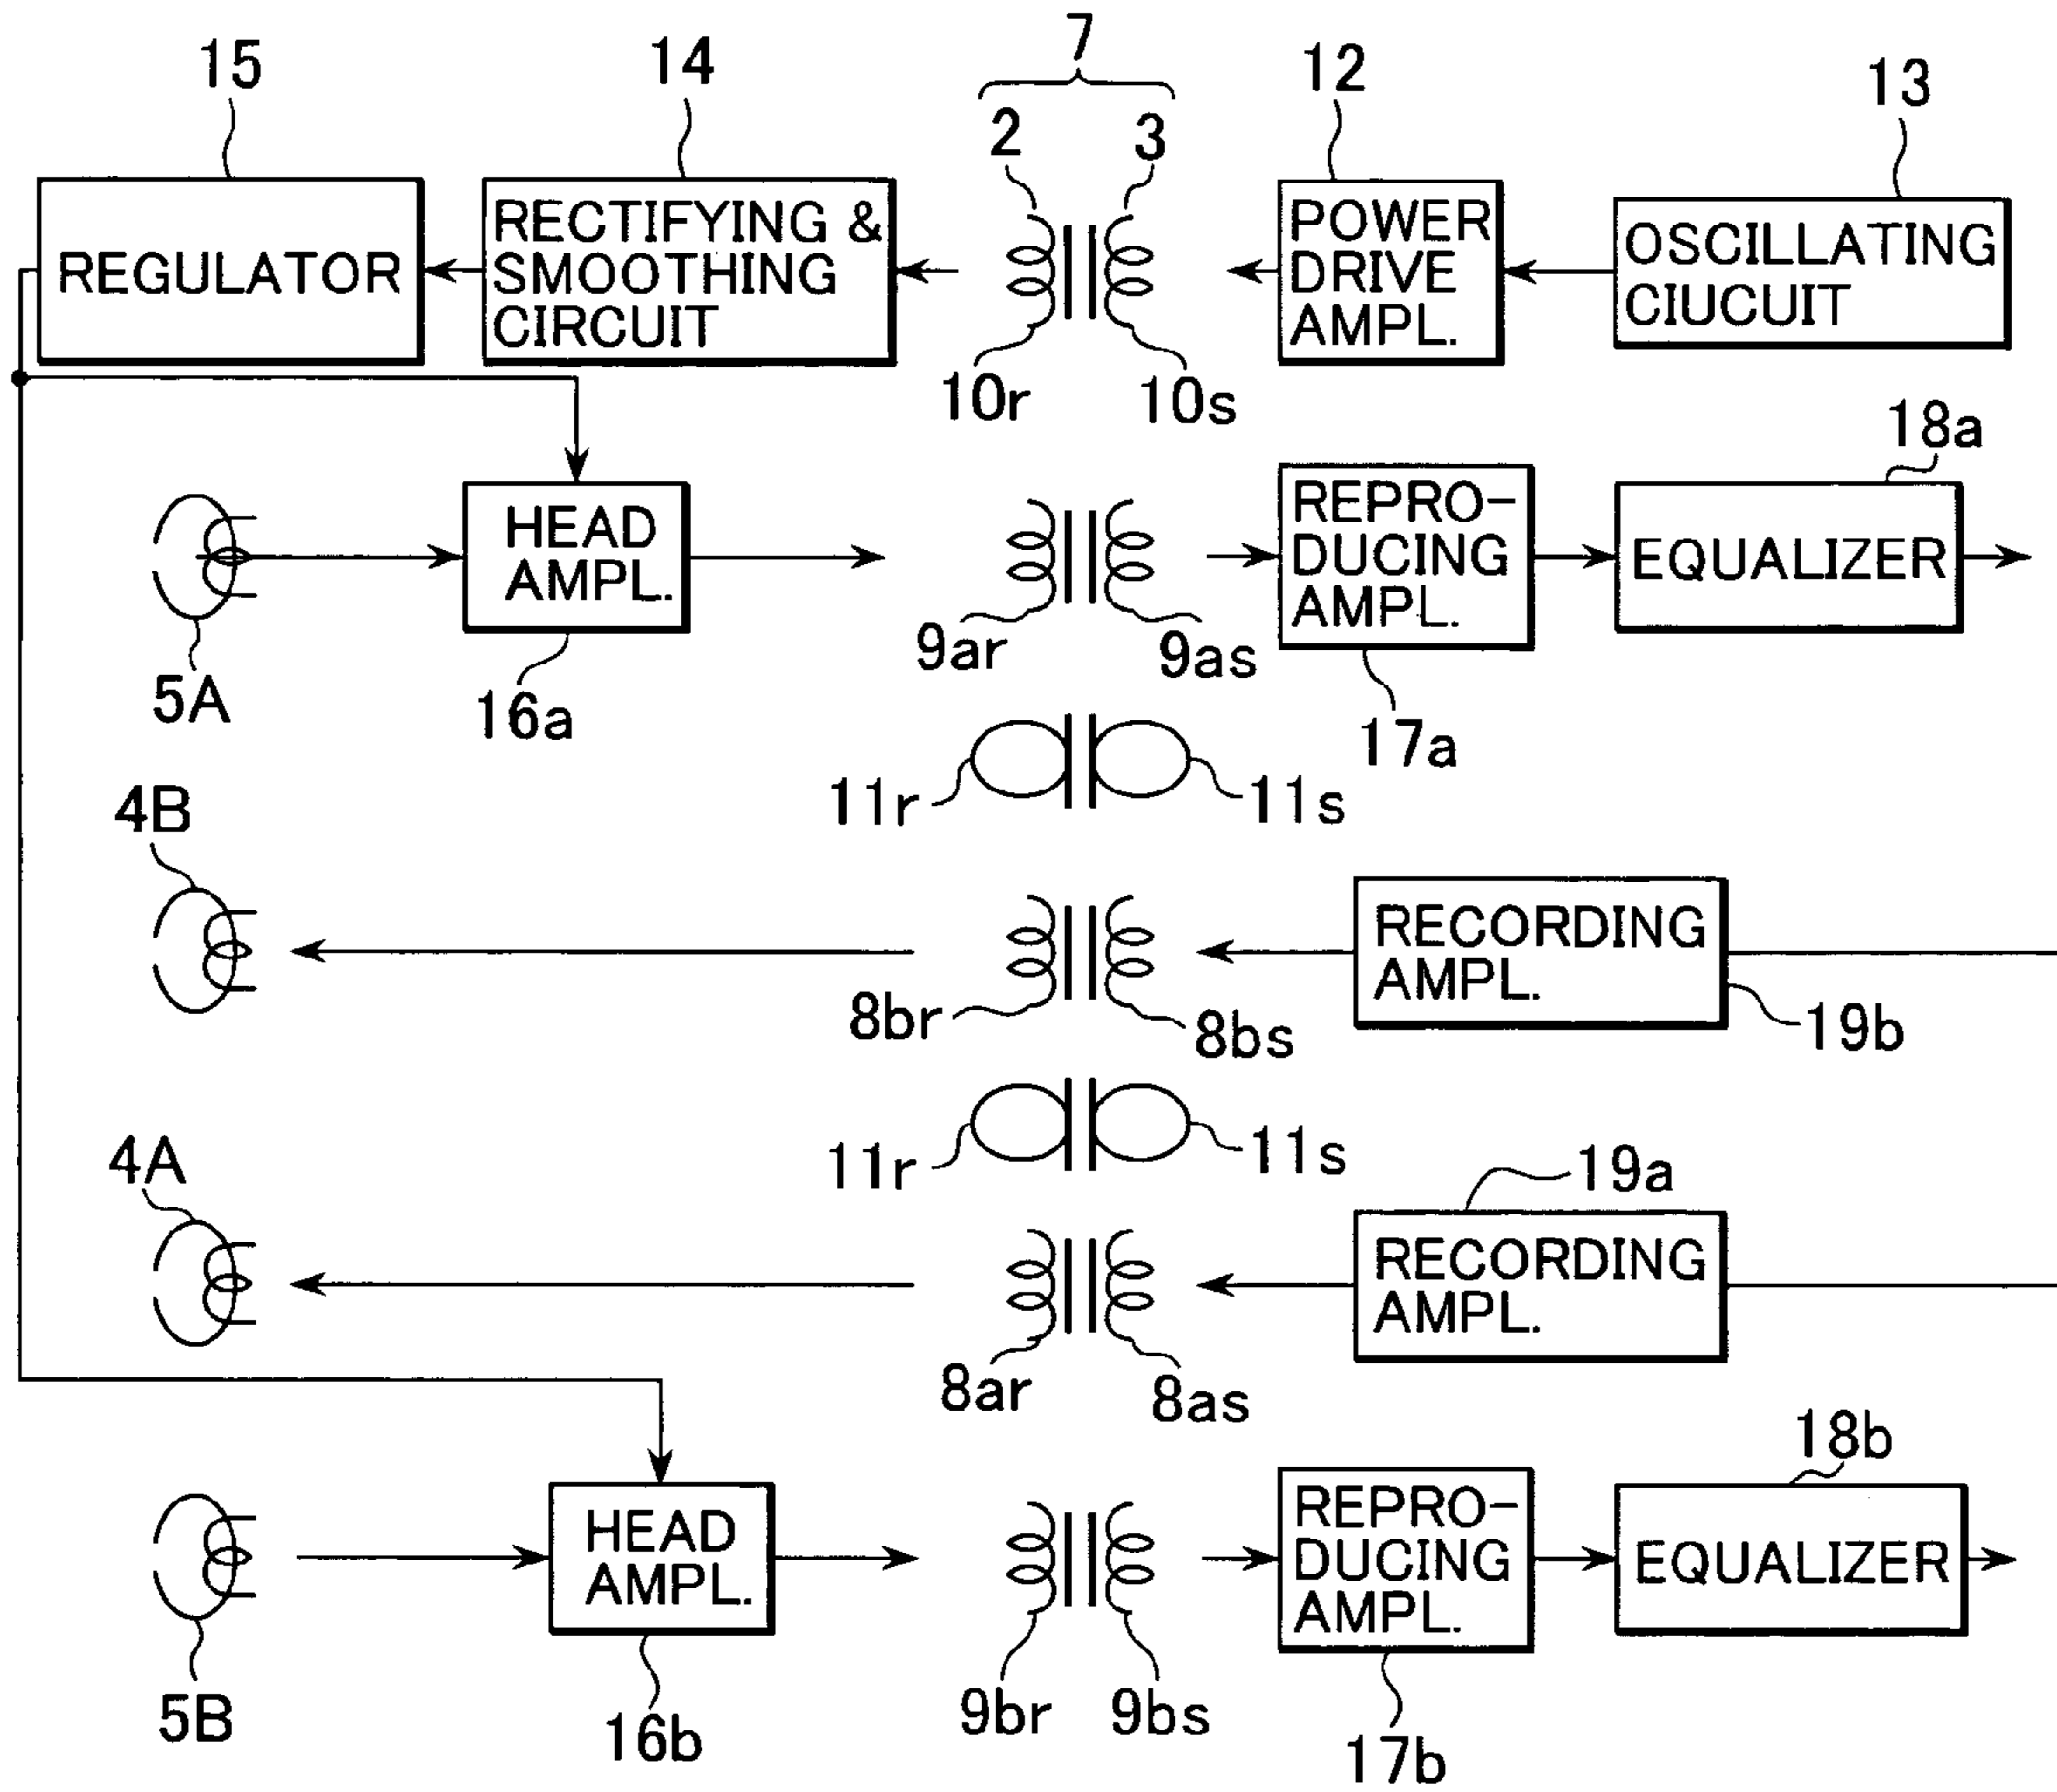 7
15
14
2
3
12
13
REGULATOR
RECTIFYING &
SMOOTHING
CIRCUIT
POWER
DRIVE
AMPL.
OSCILLATING
CIUCUIT
10r
10s
18a
HEAD
AMPL.
REPRO-
DUCING
AMPL.
EQUALIZER
5A
16a
9ar
9as
17a
11r
11s
4B
RECORDING
AMPL.
8br
8bs
19b
11r
11s
4A
19a
RECORDING
AMPL.
8ar
8as
18b
HEAD
AMPL.
REPRO-
DUCING
AMPL.
EQUALIZER
5B
16b
9br
9bs
17b